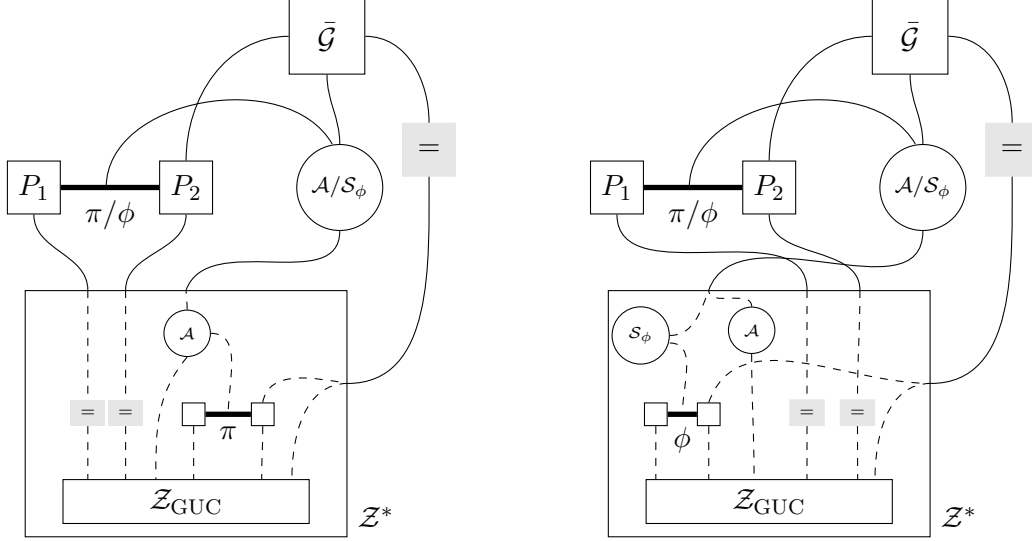 𝒢̄
=
P₁
P₂
π/ϕ
𝒜/𝒮_ϕ
𝒜
= =
π
𝒵_GUC
𝒵*
𝒢̄
=
P₁
P₂
π/ϕ
𝒜/𝒮_ϕ
𝒮_ϕ
𝒜
ϕ
= =
𝒵_GUC
𝒵*